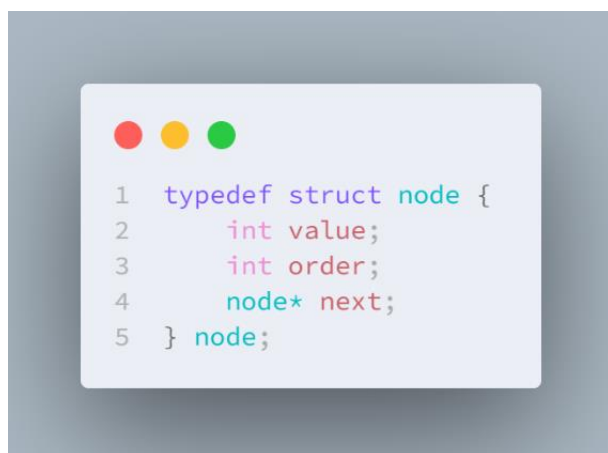 1 typedef struct node {
2     int value;
3     int order;
4     node* next;
5 } node;